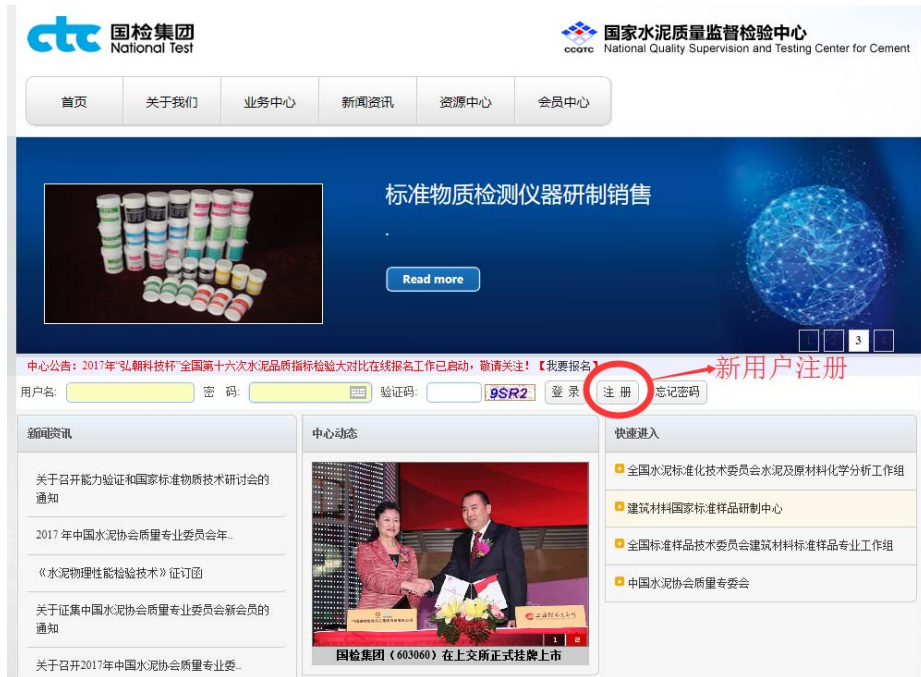 ctc 国检集团
National Test
CCQTC 国家水泥质量监督检验中心
National Quality Supervision and Testing Center for Cement
首页 关于我们 业务中心 新闻资讯 资源中心 会员中心
标准物质检测仪器研制销售
.
Read more
1 2 3 4
中心公告：2017年“弘朝科技杯”全国第十六次水泥品质指标检验大对比在线报名工作已启动，敬请关注！【我要报名】
新用户注册
用户名: 密 码: 验证码: 9SR2 登 录 注 册 忘记密码
新闻资讯
关于召开能力验证和国家标准物质技术研讨会的
通知
2017 年中国水泥协会质量专业委员会年..
《水泥物理性能检验技术》征订函
关于征集中国水泥协会质量专业委员会新会员的
通知
关于召开2017年中国水泥协会质量专业委..
中心动态
1 2
国检集团（603060）在上交所正式挂牌上市
快速进入
全国水泥标准化技术委员会水泥及原材料化学分析工作组
建筑材料国家标准样品研制中心
全国标准样品技术委员会建筑材料标准样品专业工作组
中国水泥协会质量专委会